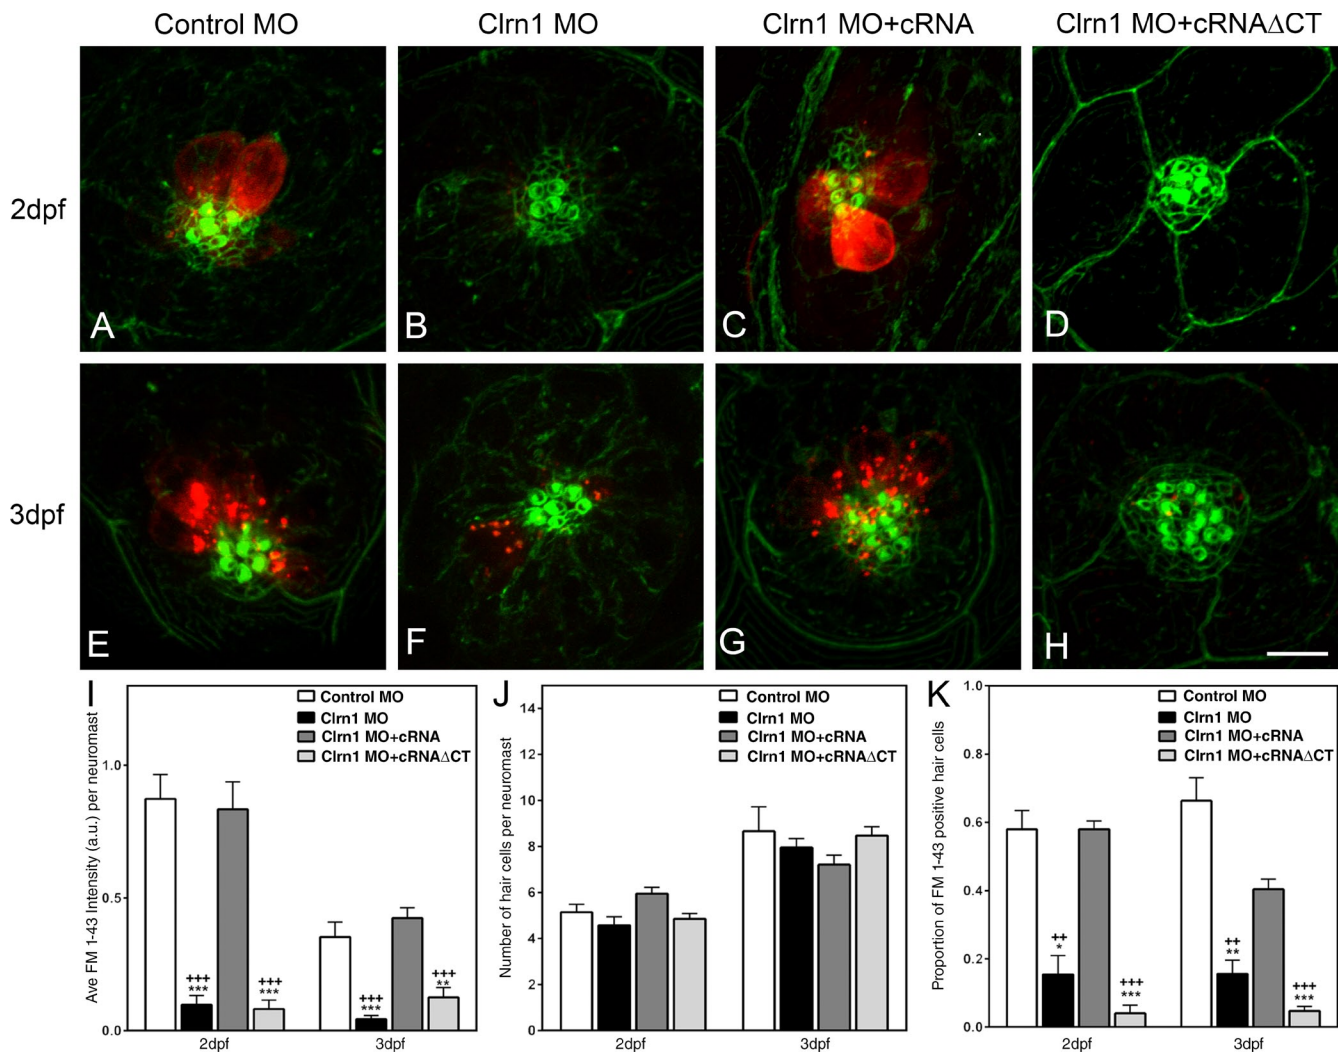 Control MO Clrn1 MO Clrn1 MO+cRNA Clrn1 MO+cRNAΔCT
2dpf
A B C D
3dpf
E F G H
I
Ave FM 1-43 Intensity (a.u.) per neuromast
Control MO
Clrn1 MO
Clrn1 MO+cRNA
Clrn1 MO+cRNAΔCT
1.0
0.5
0.0
+++
***
+++
***
+++
***
+++
**
2dpf 3dpf
J
Number of hair cells per neuromast
Control MO
Clrn1 MO
Clrn1 MO+cRNA
Clrn1 MO+cRNAΔCT
14
12
10
8
6
4
2
0
2dpf 3dpf
K
Proportion of FM 1-43 positive hair cells
Control MO
Clrn1 MO
Clrn1 MO+cRNA
Clrn1 MO+cRNAΔCT
1.0
0.8
0.6
0.4
0.2
0.0
++
*
+++
***
++
**
+++
***
2dpf 3dpf